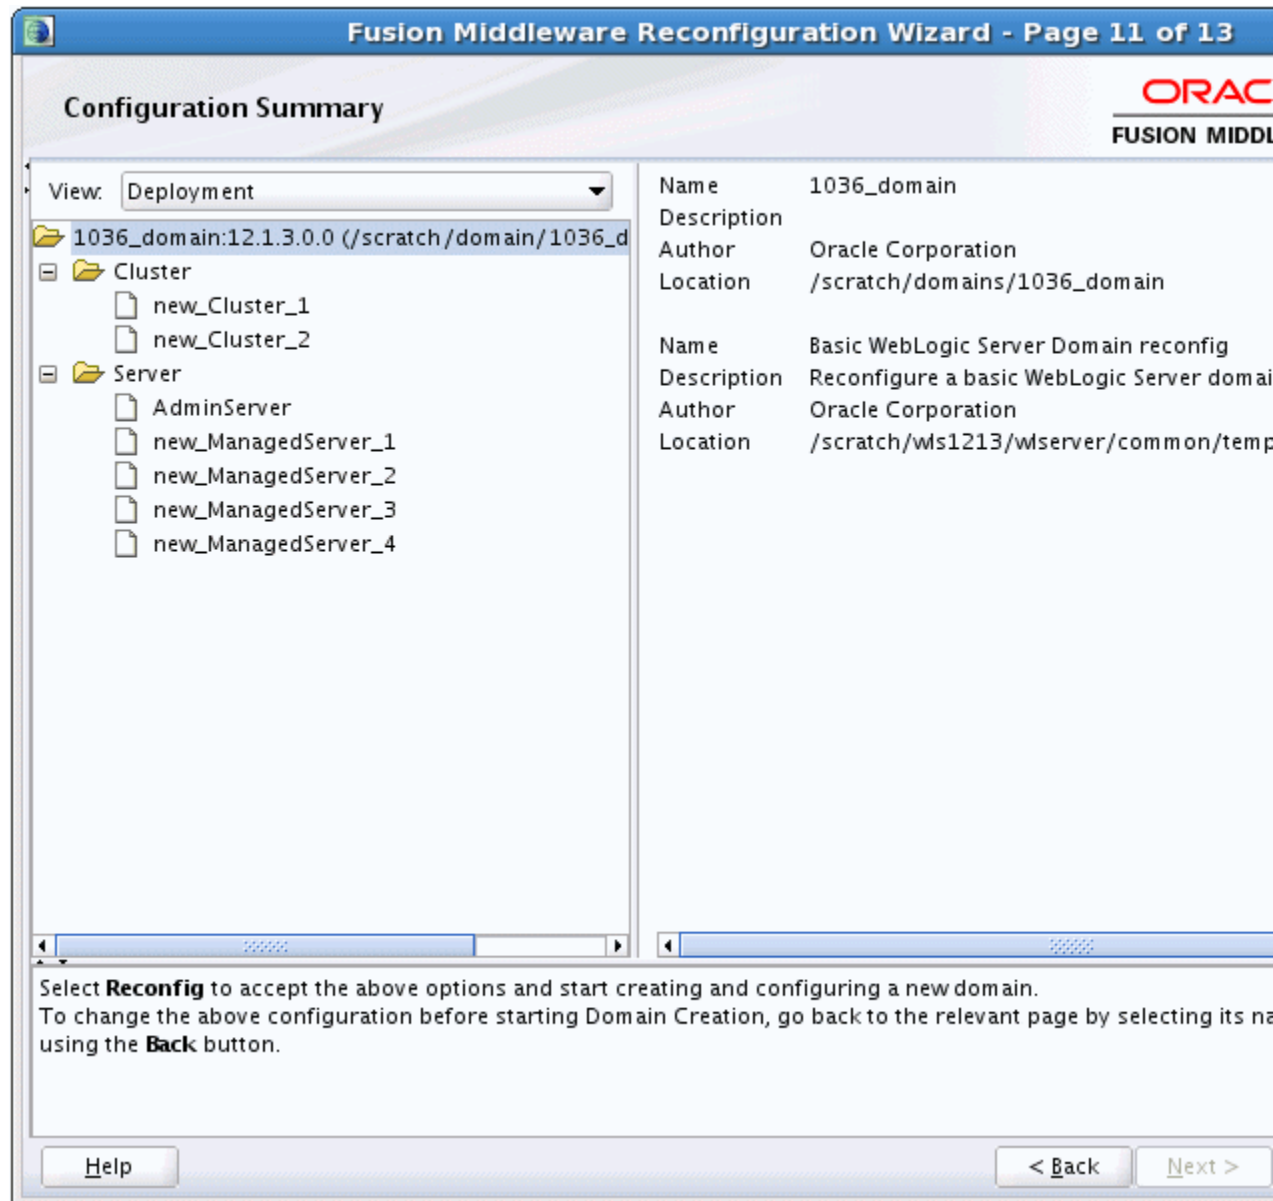 Fusion Middleware Reconfiguration Wizard - Page 11 of 13
Configuration Summary
ORAC
FUSION MIDDL
View: Deployment
1036_domain:12.1.3.0.0 (/scratch/domain/1036_d
Cluster
new_Cluster_1
new_Cluster_2
Server
AdminServer
new_ManagedServer_1
new_ManagedServer_2
new_ManagedServer_3
new_ManagedServer_4
Name 1036_domain
Description
Author Oracle Corporation
Location /scratch/domains/1036_domain
Name Basic WebLogic Server Domain reconfig
Description Reconfigure a basic WebLogic Server domai
Author Oracle Corporation
Location /scratch/wls1213/wlserver/common/temp
Select Reconfig to accept the above options and start creating and configuring a new domain.
To change the above configuration before starting Domain Creation, go back to the relevant page by selecting its na
using the Back button.
Help
< Back
Next >